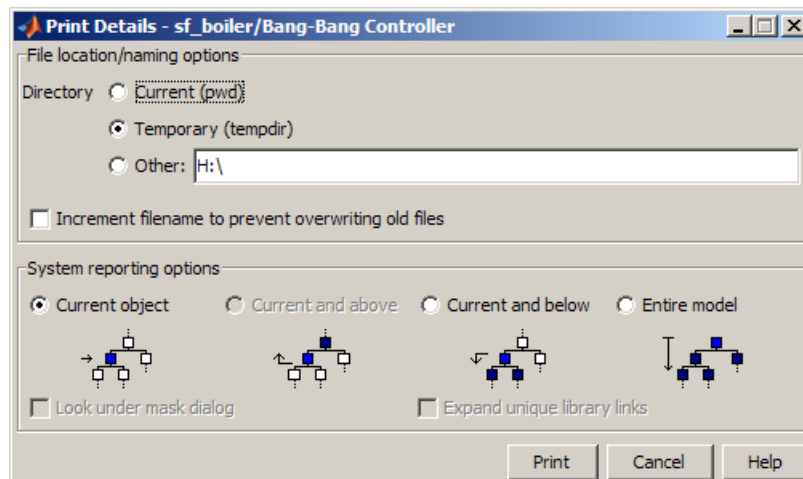 Print Details - sf_boiler/Bang-Bang Controller
File location/naming options
Directory Current (pwd)
Temporary (tempdir)
Other: H:\
Increment filename to prevent overwriting old files
System reporting options
Current object Current and above Current and below Entire model
Look under mask dialog Expand unique library links
Print Cancel Help